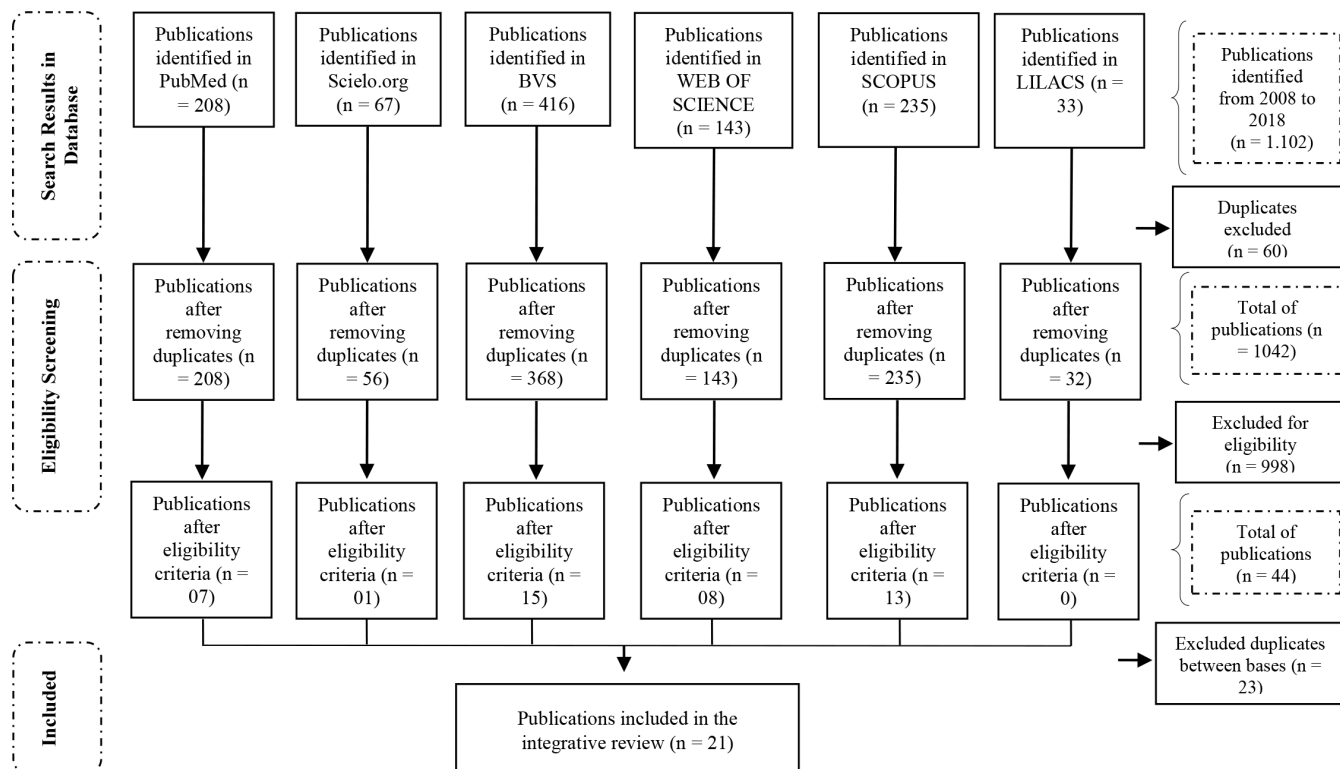 Search Results in
Database
Publications
identified in
PubMed (n
= 208)
Publications
identified in
Scielo.org
(n = 67)
Publications
identified in
BVS
(n = 416)
Publications
identified in
WEB OF
SCIENCE
(n = 143)
Publications
identified in
SCOPUS
(n = 235)
Publications
identified in
LILACS (n =
33)
Publications
identified
from 2008 to
2018
(n = 1.102)
Duplicates
excluded
(n = 60)
Eligibility Screening
Publications
after
removing
duplicates (n
= 208)
Publications
after
removing
duplicates (n
= 56)
Publications
after
removing
duplicates (n
= 368)
Publications
after
removing
duplicates (n
= 143)
Publications
after
removing
duplicates (n
= 235)
Publications
after
removing
duplicates (n
= 32)
Total of
publications (n
= 1042)
Excluded for
eligibility
(n = 998)
Publications
after
eligibility
criteria (n =
07)
Publications
after
eligibility
criteria (n =
01)
Publications
after
eligibility
criteria (n =
15)
Publications
after
eligibility
criteria (n =
08)
Publications
after
eligibility
criteria (n =
13)
Publications
after
eligibility
criteria (n
=0)
Total of
publications
(n = 44)
Excluded duplicates
between bases (n =
23)
Included
Publications included in the
integrative review (n = 21)